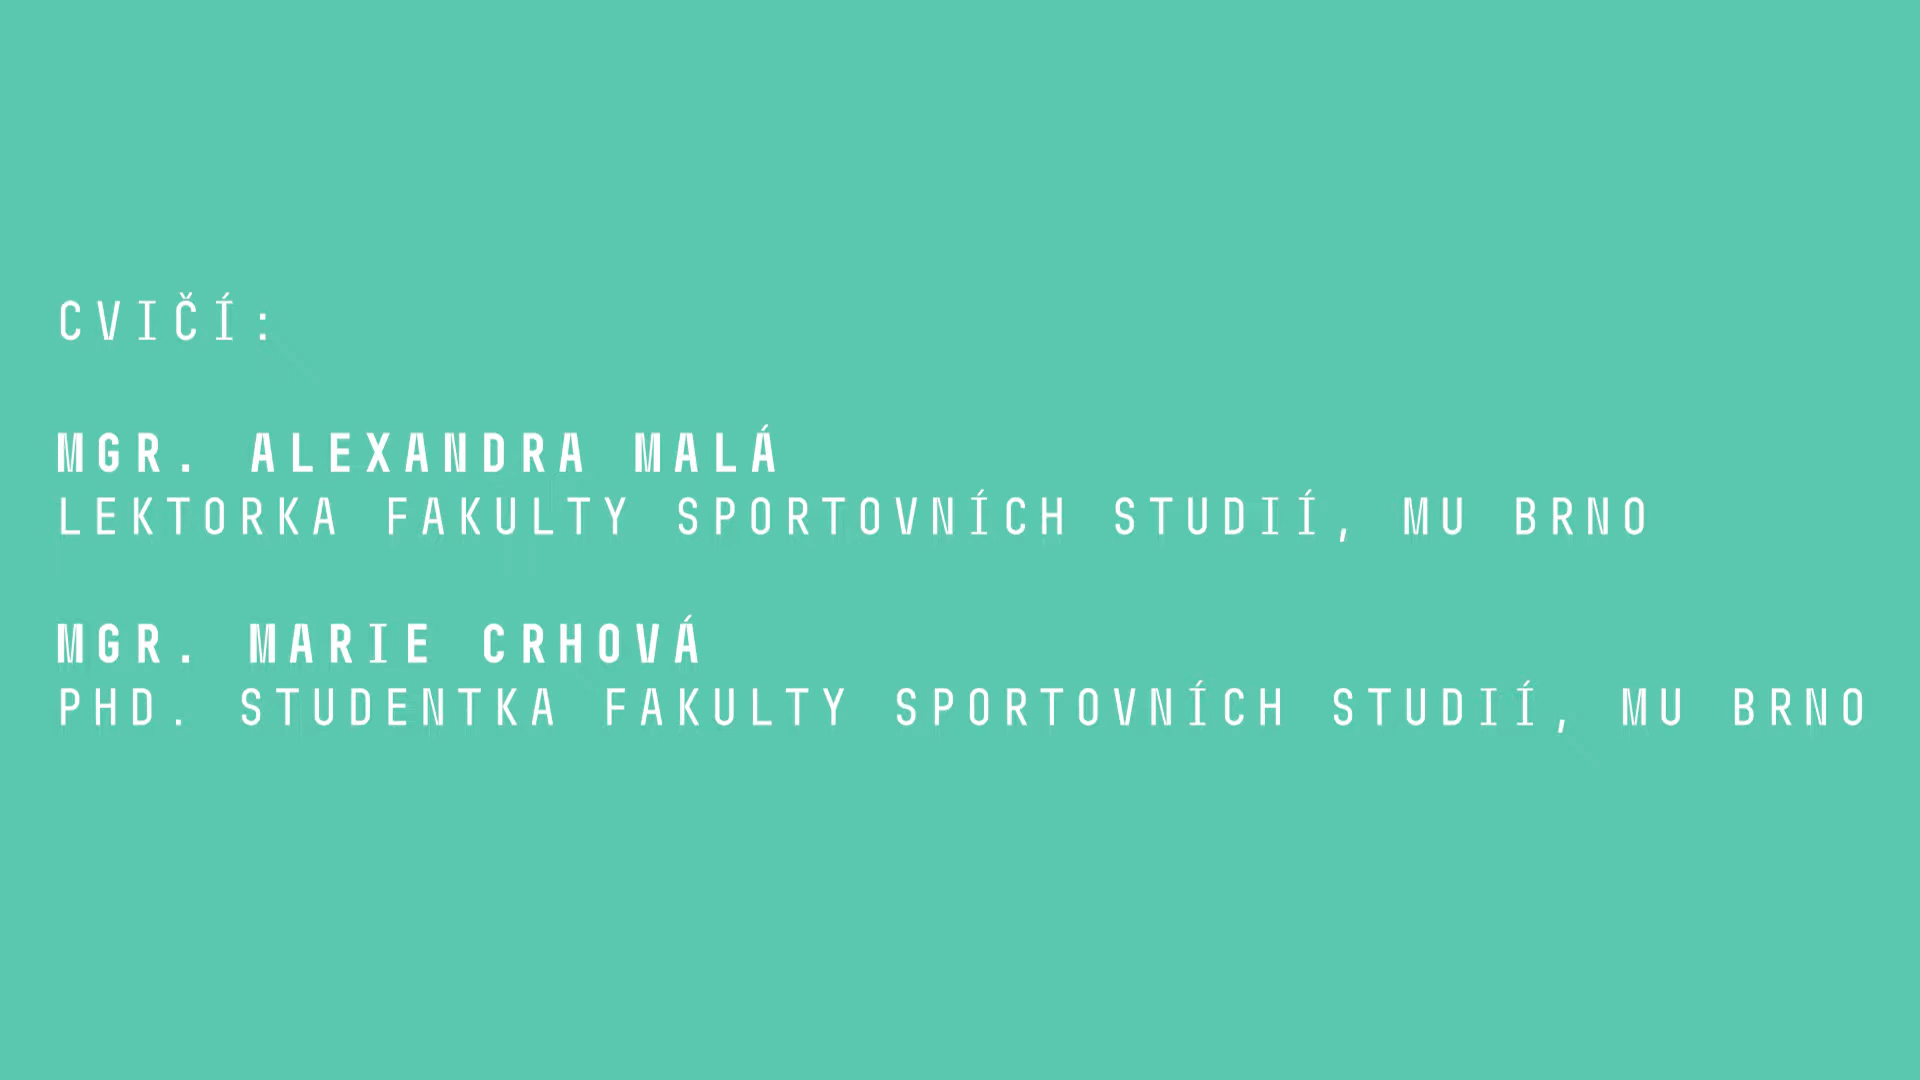 CVIČÍ:
MGR. ALEXANDRA MALÁ
LEKTORKA FAKULTY SPORTOVNÍCH STUDIÍ, MU BRNO
MGR. MARIE CRHOVÁ
PHD. STUDENTKA FAKULTY SPORTOVNÍCH STUDIÍ, MU BRNO